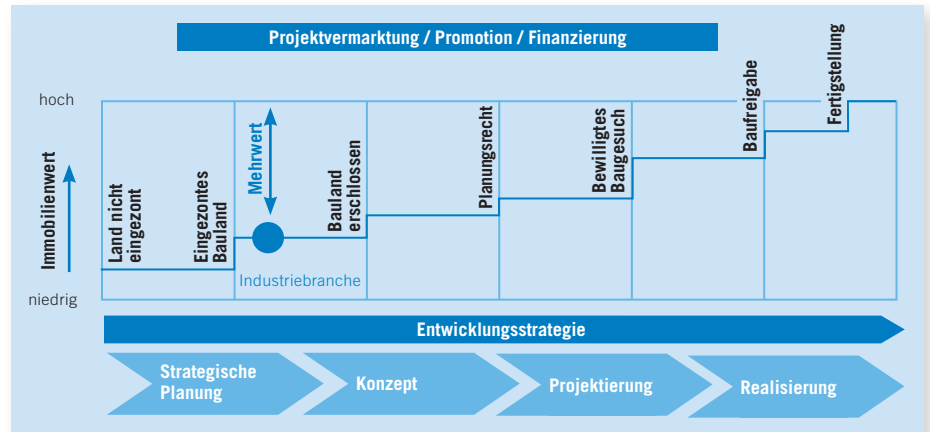 Projektvermarktung / Promotion / Finanzierung
hoch
Immobilienwert
niedrig
Land nicht
eingezont
Eingezontes
Bauland
Mehrwert
Industriebranche
Bauland
erschlossen
Planungsrecht
Bewilligtes
Baugesuch
Baufreigabe
Fertigstellung
Entwicklungsstrategie
Strategische
Planung
Konzept
Projektierung
Realisierung